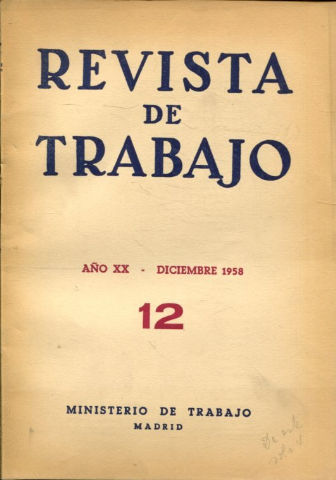 REVISTA
DE
TRABAJO
AÑO XX - DICIEMBRE 1958
12
MINISTERIO DE TRABAJO
MADRID